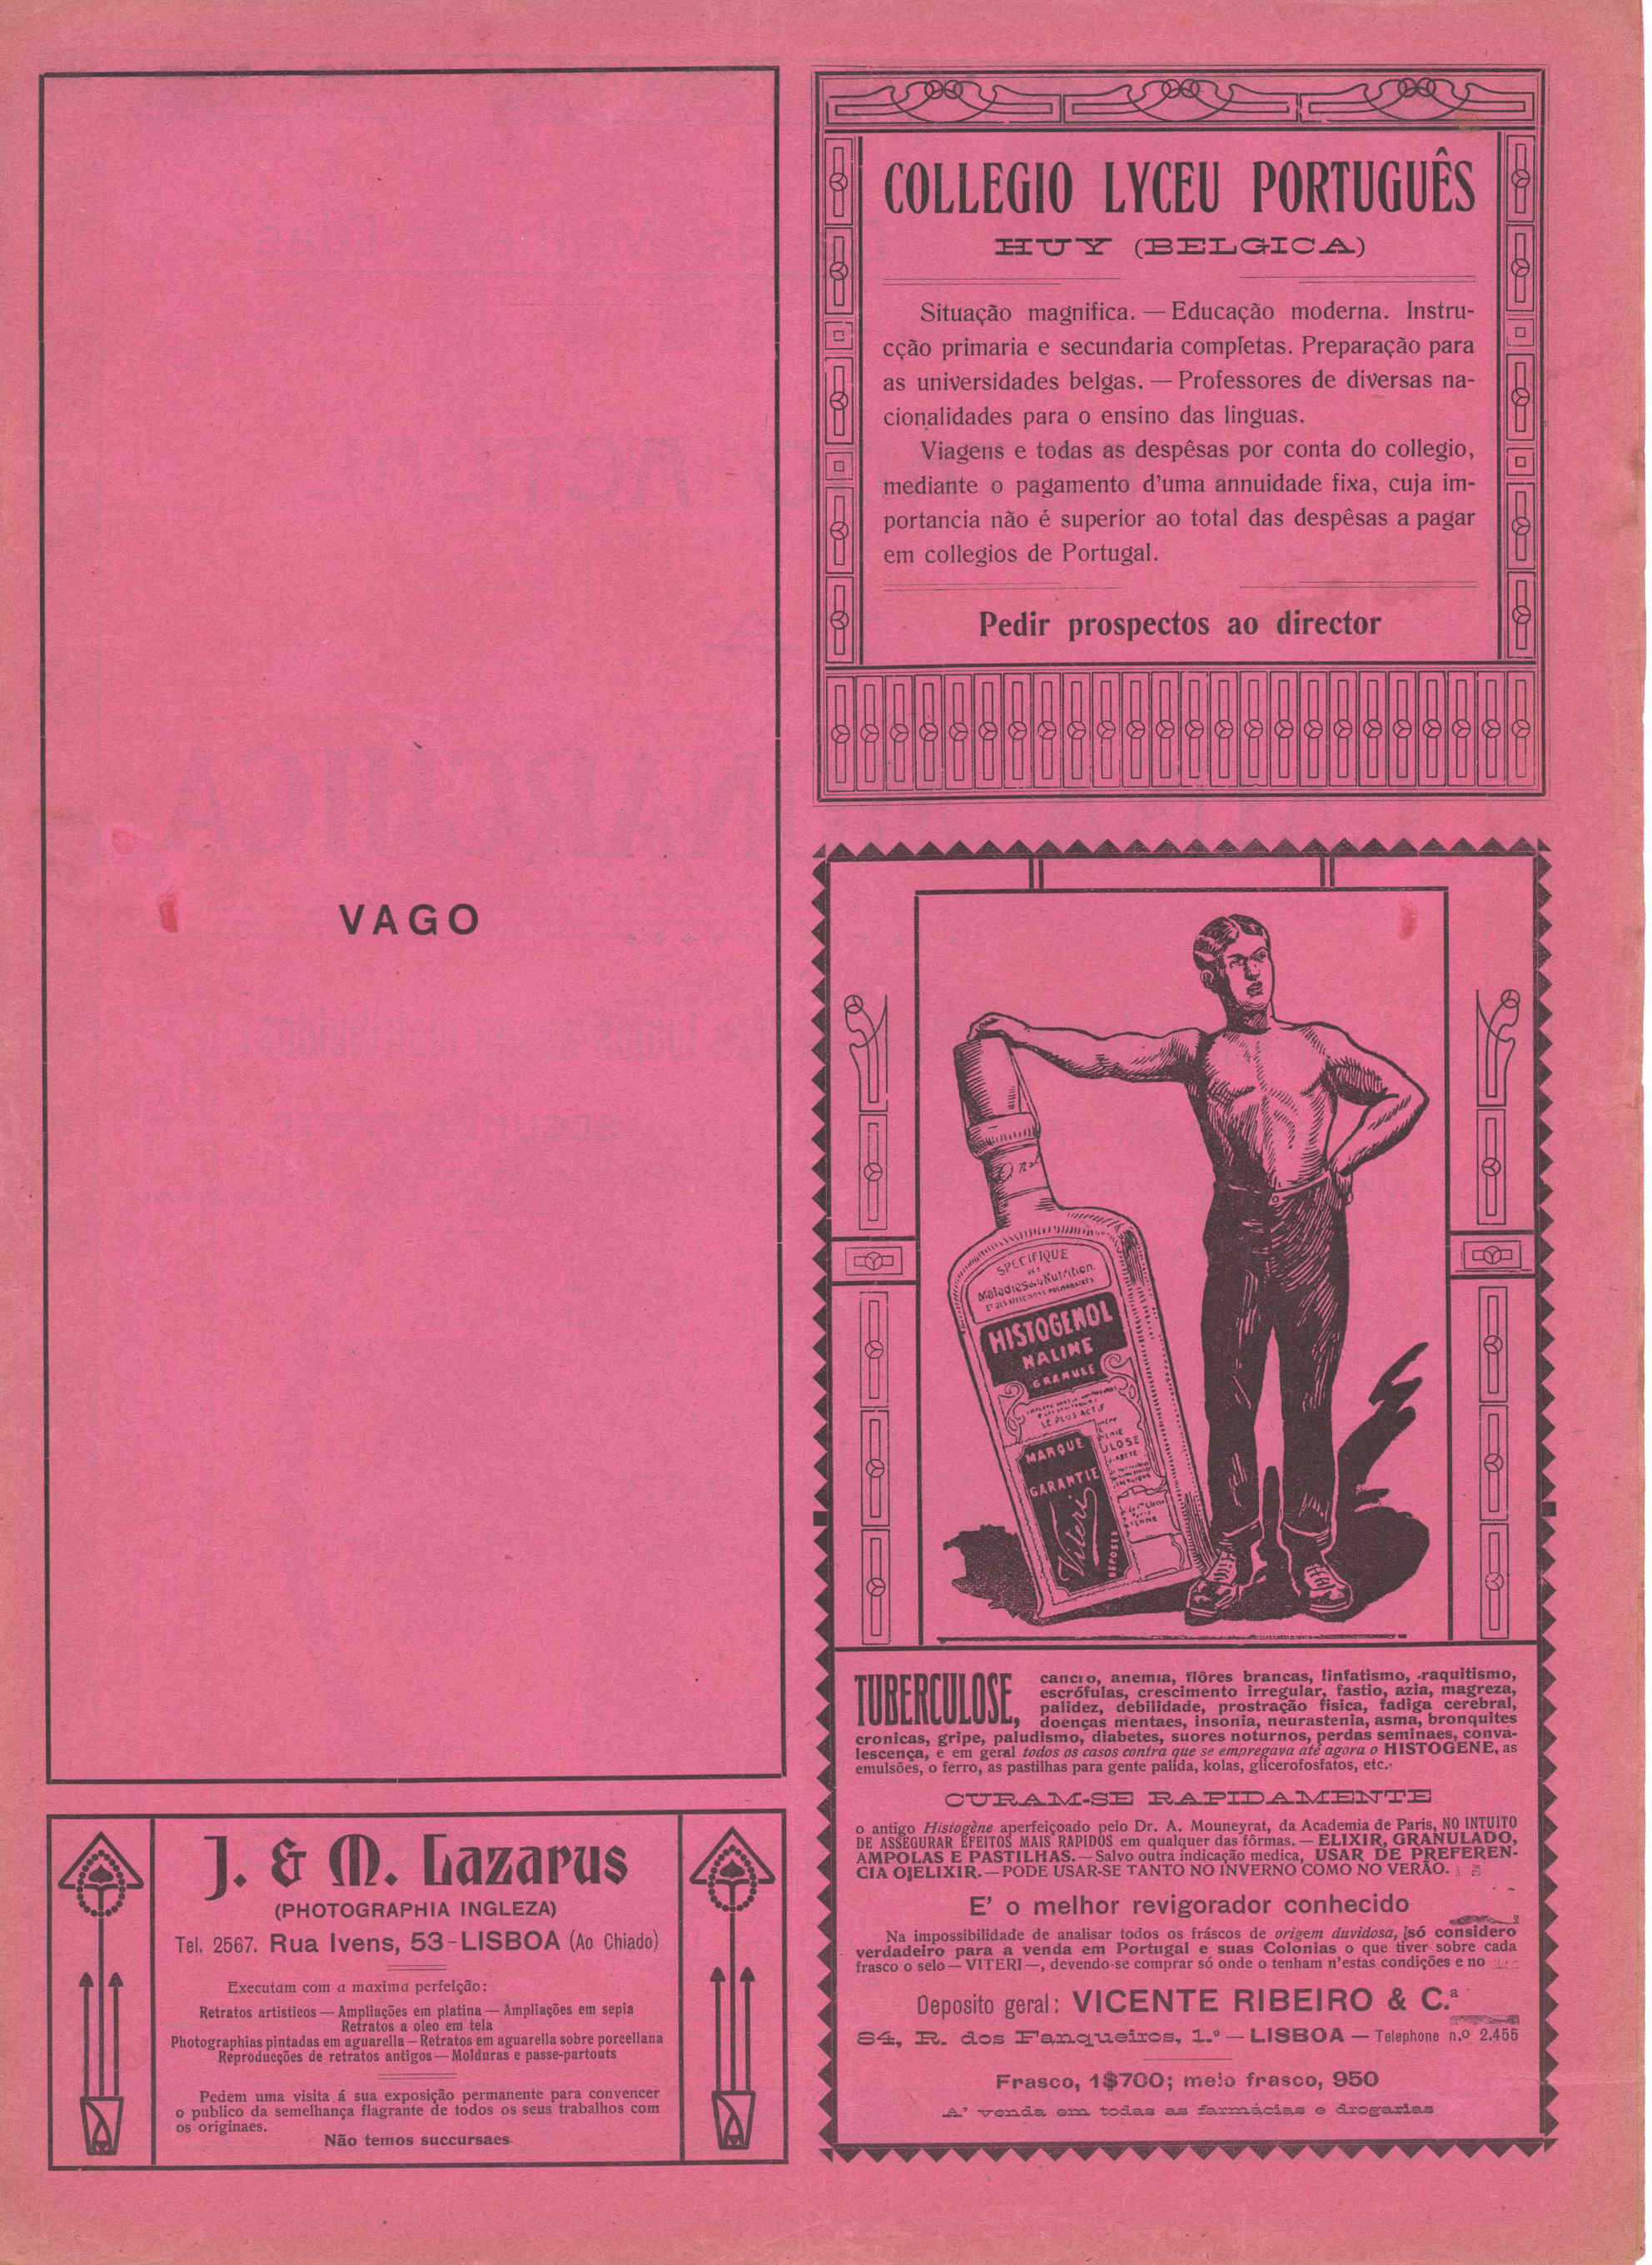 VAGO
J. & M. Lazarus
(PHOTOGRAPHIA INGLEZA)
Tel. 2567. Rua Ivens, 53-LISBOA (Ao Chiado)
Executam com a maxima perfeição:
Retratos artisticos — Ampliações em platina — Ampliações em sepia
Retratos a oleo em tela
Photographias pintadas em aguarella — Retratos em aguarella sobre porcellana
Reproducções de retratos antigos — Molduras e passe-partouts
Pedem uma visita á sua exposição permanente para convencer
o publico da semelhança flagrante de todos os seus trabalhos com
os originaes.
Não temos succursaes
COLLEGIO LYCEU PORTUGUÊS
HUY (BELGICA)
Situação magnifica. — Educação moderna. Instru-
cção primaria e secundaria completas. Preparação para
as universidades belgas. — Professores de diversas na-
cionalidades para o ensino das linguas.
Viagens e todas as despêsas por conta do collegio,
mediante o pagamento d'uma annuidade fixa, cuja im-
portancia não é superior ao total das despêsas a pagar
em collegios de Portugal.
Pedir prospectos ao director
SPECIFIQUE
DES
Maladies de la Nutrition
HISTOGENOL
NALINE
GRANULÉ
LE PLUS ACTIF
MARQUE
GARANTIE
Viteri
DEPOSÉE
TUBERCULOSE, cancro, anemia, flôres brancas, linfatismo, raquitismo,
escrófulas, crescimento irregular, fastio, azia, magreza,
palidez, debilidade, prostração fisica, fadiga cerebral,
doenças mentaes, insonia, neurastenia, asma, bronquites
cronicas, gripe, paludismo, diabetes, suores noturnos, perdas seminaes, conva-
lescença, e em geral todos os casos contra que se empregava até agora o HISTOGENE, as
emulsões, o ferro, as pastilhas para gente palida, kolas, glicerofosfatos, etc.
CURAM-SE RAPIDAMENTE
o antigo Histogène aperfeiçoado pelo Dr. A. Mouneyrat, da Academia de Paris, NO INTUITO
DE ASSEGURAR EFEITOS MAIS RAPIDOS em qualquer das fôrmas. — ELIXIR, GRANULADO,
AMPOLAS E PASTILHAS. — Salvo outra indicação medica, USAR DE PREFEREN-
CIA O ELIXIR. — PODE USAR-SE TANTO NO INVERNO COMO NO VERÃO.
E' o melhor revigorador conhecido
Na impossibilidade de analisar todos os fráscos de origem duvidosa, só considero
verdadeiro para a venda em Portugal e suas Colonias o que tiver sobre cada
frasco o selo — VITERI —, devendo-se comprar só onde o tenham n'estas condições e no
Deposito geral: VICENTE RIBEIRO & C.ª
84, R. dos Fanqueiros, 1.º — LISBOA — Telephone n.º 2.455
Frasco, 1$700; meio frasco, 950
A' venda em todas as farmácias e drogarias